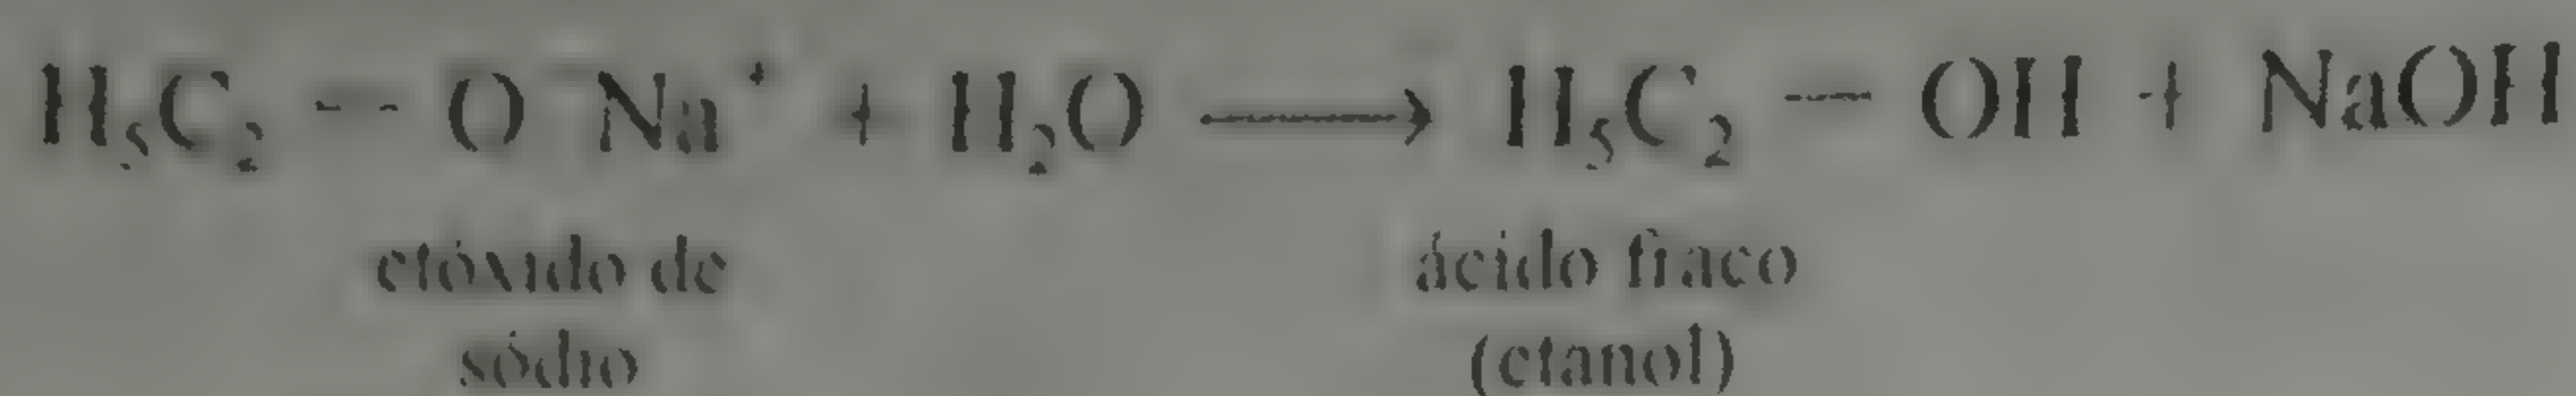 H₅C₂ — O⁻Na⁺ + H₂O ⟶ H₅C₂ — OH + NaOH
etóxido de ácido fraco
sódio (etanol)